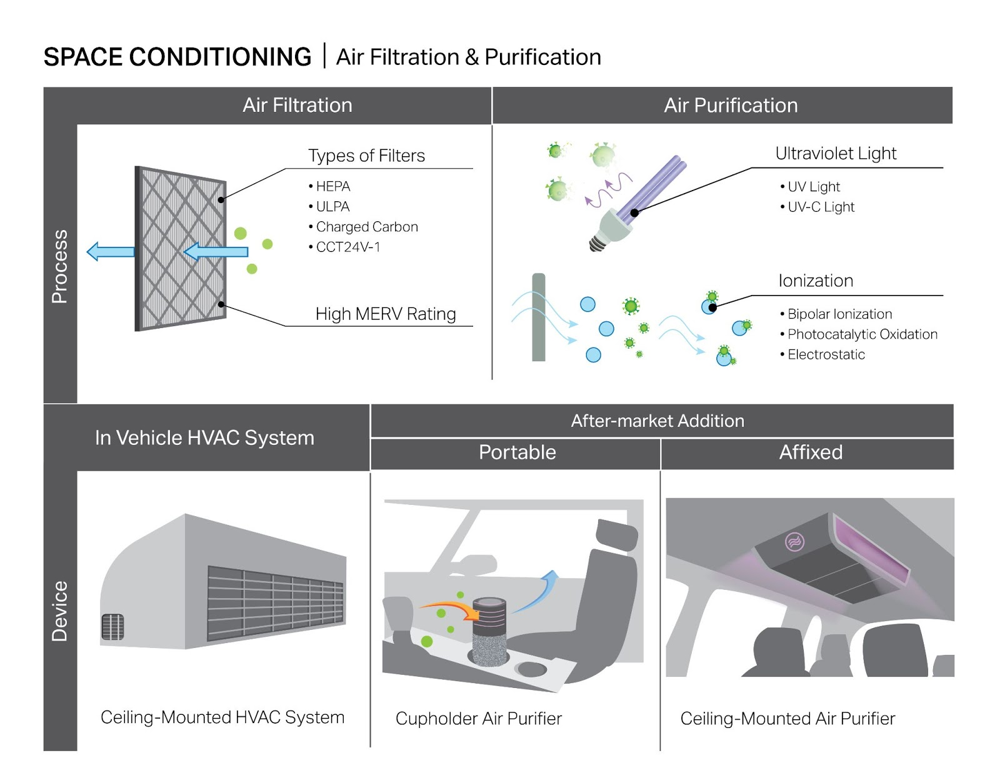 SPACE CONDITIONING | Air Filtration & Purification
Air Filtration
Air Purification
Process
Types of Filters
• HEPA
• ULPA
• Charged Carbon
• CCT24V-1
High MERV Rating
Ultraviolet Light
• UV Light
• UV-C Light
Ionization
• Bipolar Ionization
• Photocatalytic Oxidation
• Electrostatic
In Vehicle HVAC System
After-market Addition
Portable
Affixed
Device
Ceiling-Mounted HVAC System
Cupholder Air Purifier
Ceiling-Mounted Air Purifier